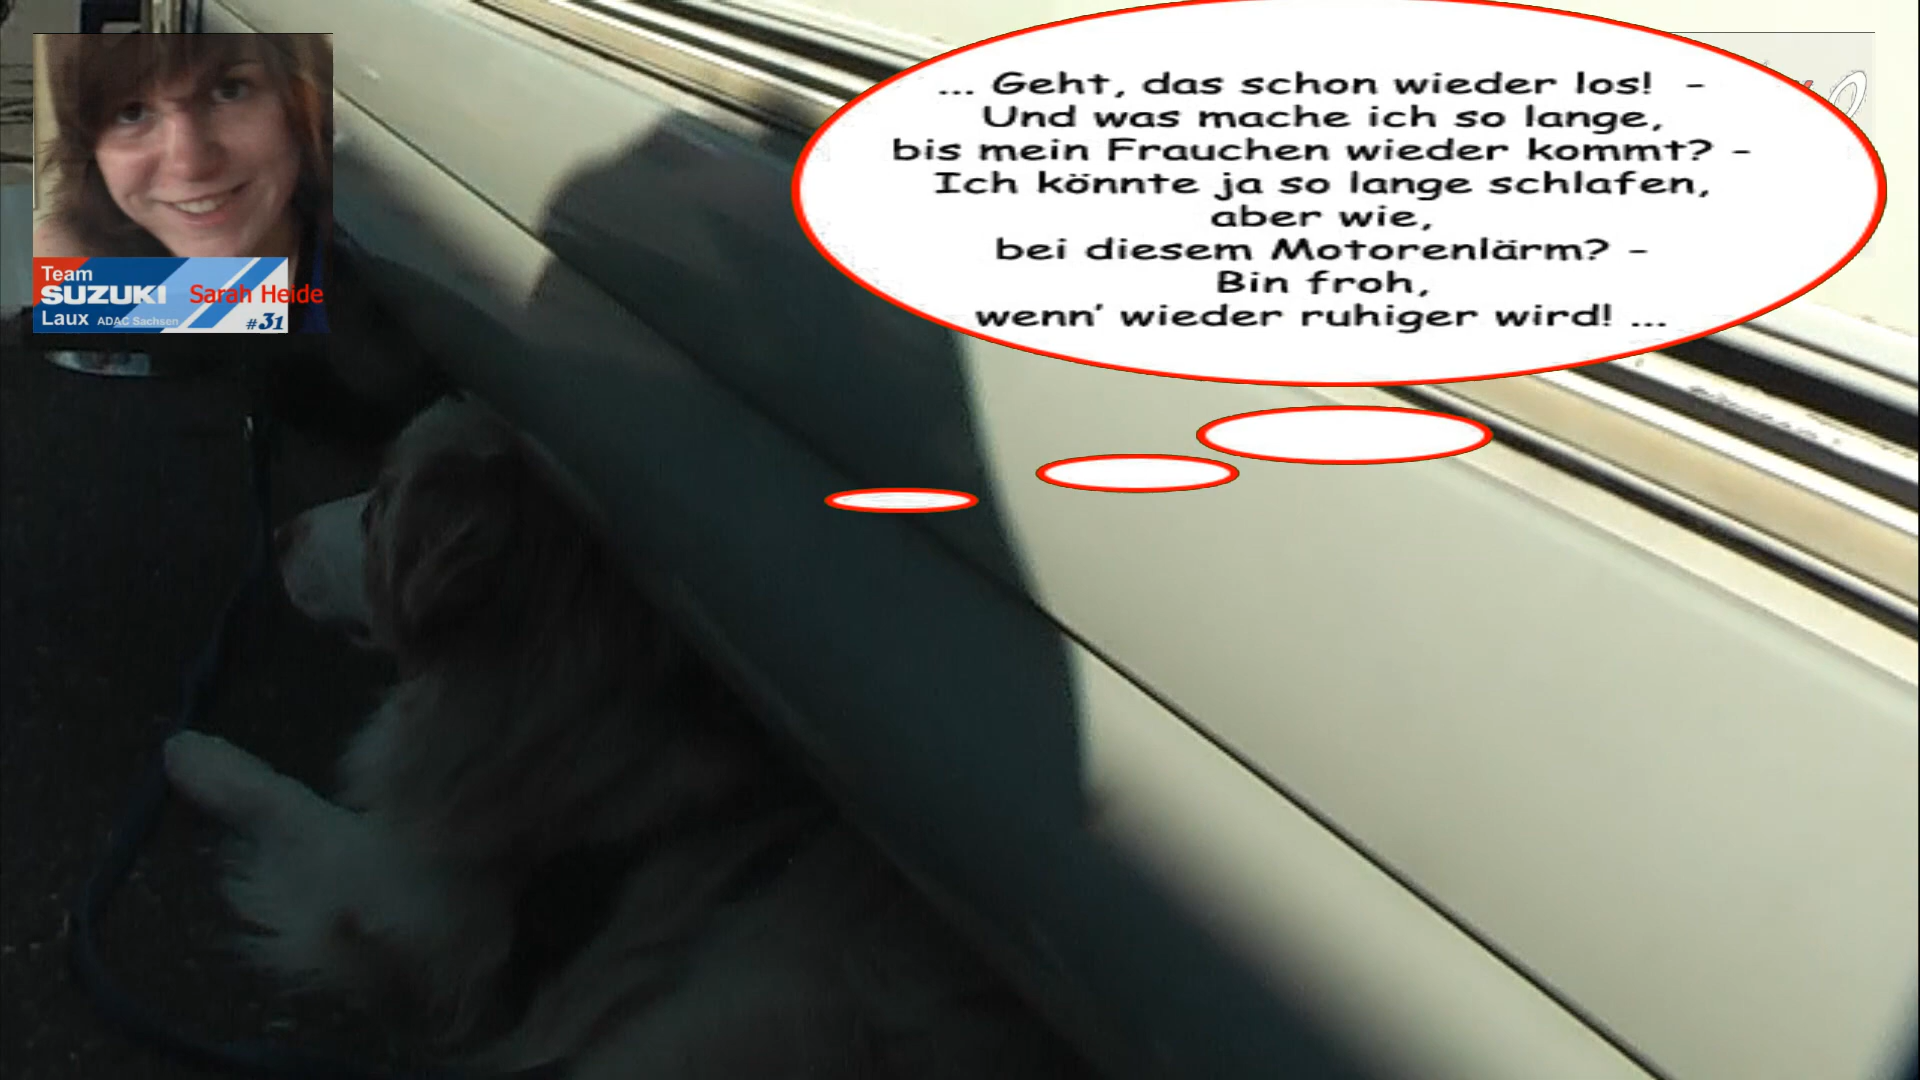 Team
SUZUKI Sarah Heide
Laux ADAC Sachsen #31
... Geht, das schon wieder los! -
Und was mache ich so lange,
bis mein Frauchen wieder kommt? -
Ich könnte ja so lange schlafen,
aber wie,
bei diesem Motorenlärm? -
Bin froh,
wenn' wieder ruhiger wird! ...